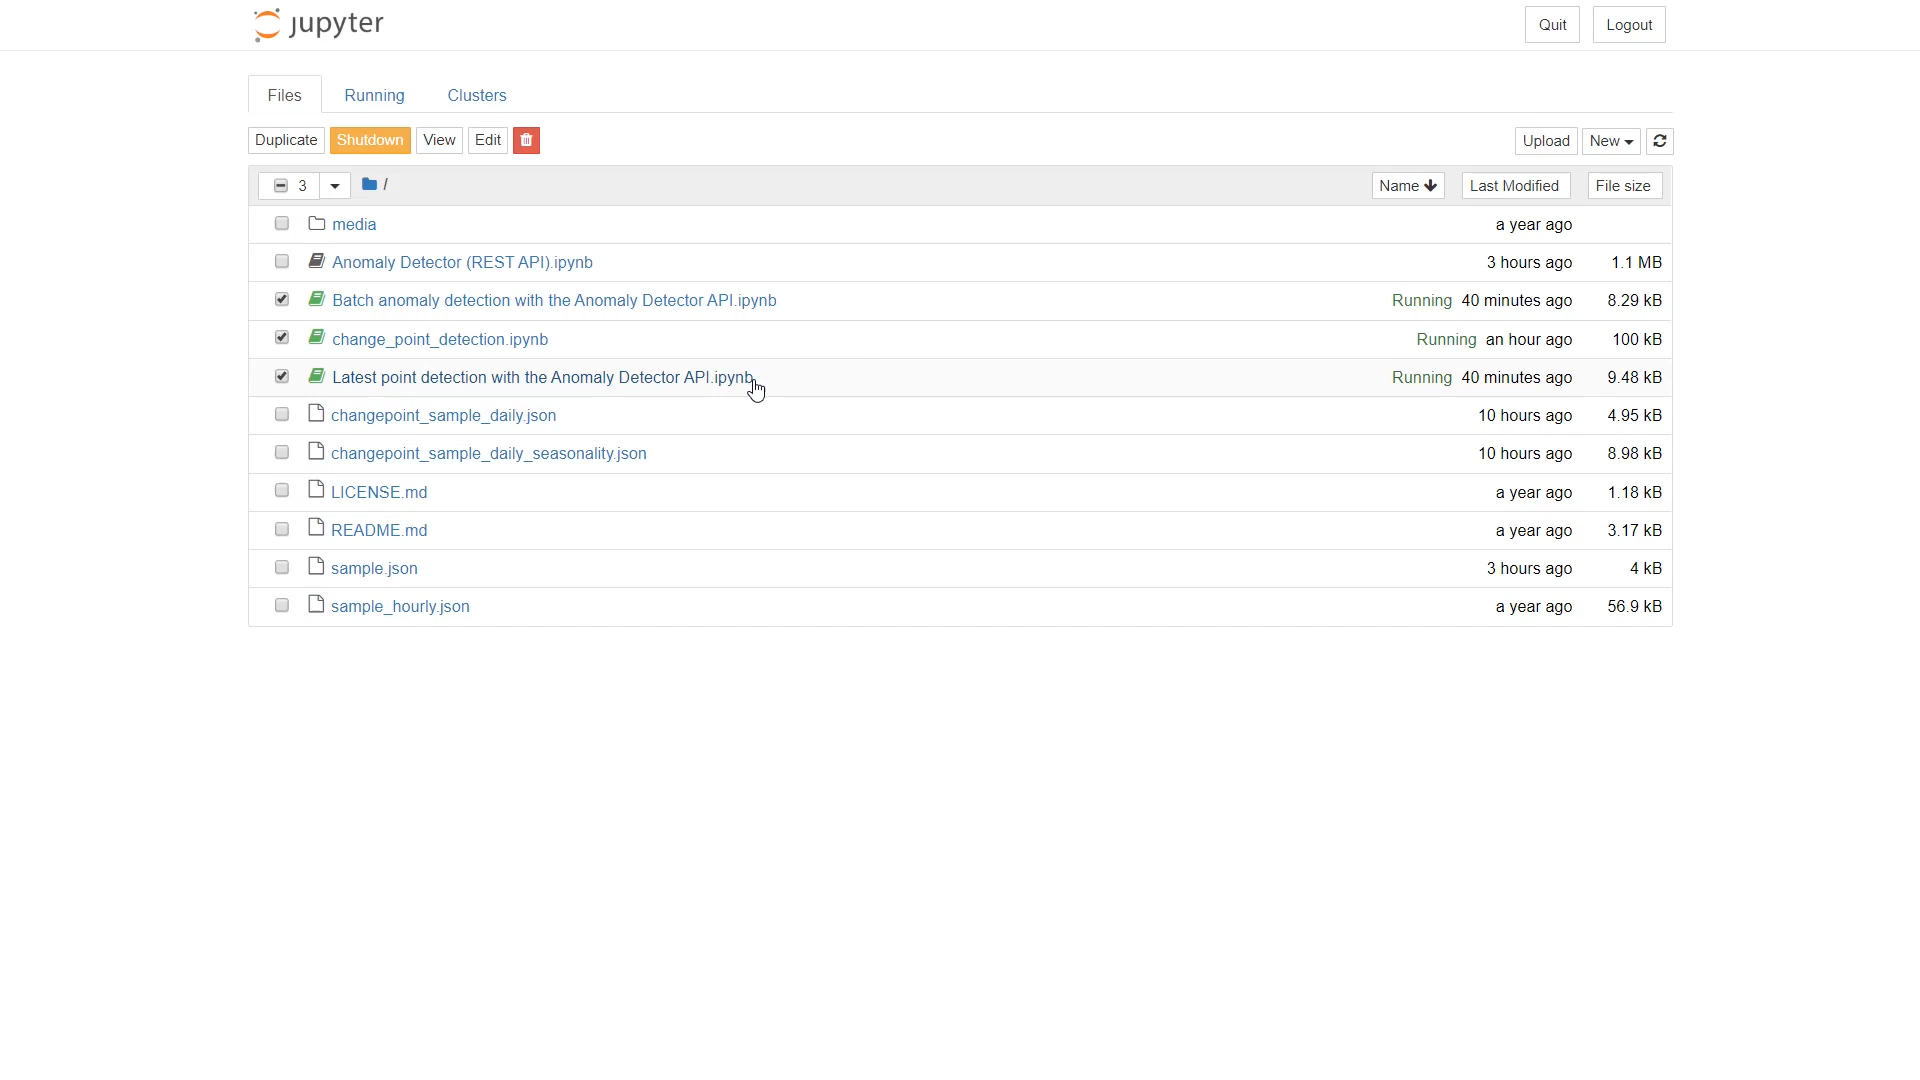 jupyter
Quit Logout
Files Running Clusters
Duplicate Shutdown View Edit Upload New
3 / Name Last Modified File size
media a year ago
Anomaly Detector (REST API).ipynb 3 hours ago 1.1 MB
Batch anomaly detection with the Anomaly Detector API.ipynb Running 40 minutes ago 8.29 kB
change_point_detection.ipynb Running an hour ago 100 kB
Latest point detection with the Anomaly Detector API.ipynb Running 40 minutes ago 9.48 kB
changepoint_sample_daily.json 10 hours ago 4.95 kB
changepoint_sample_daily_seasonality.json 10 hours ago 8.98 kB
LICENSE.md a year ago 1.18 kB
README.md a year ago 3.17 kB
sample.json 3 hours ago 4 kB
sample_hourly.json a year ago 56.9 kB